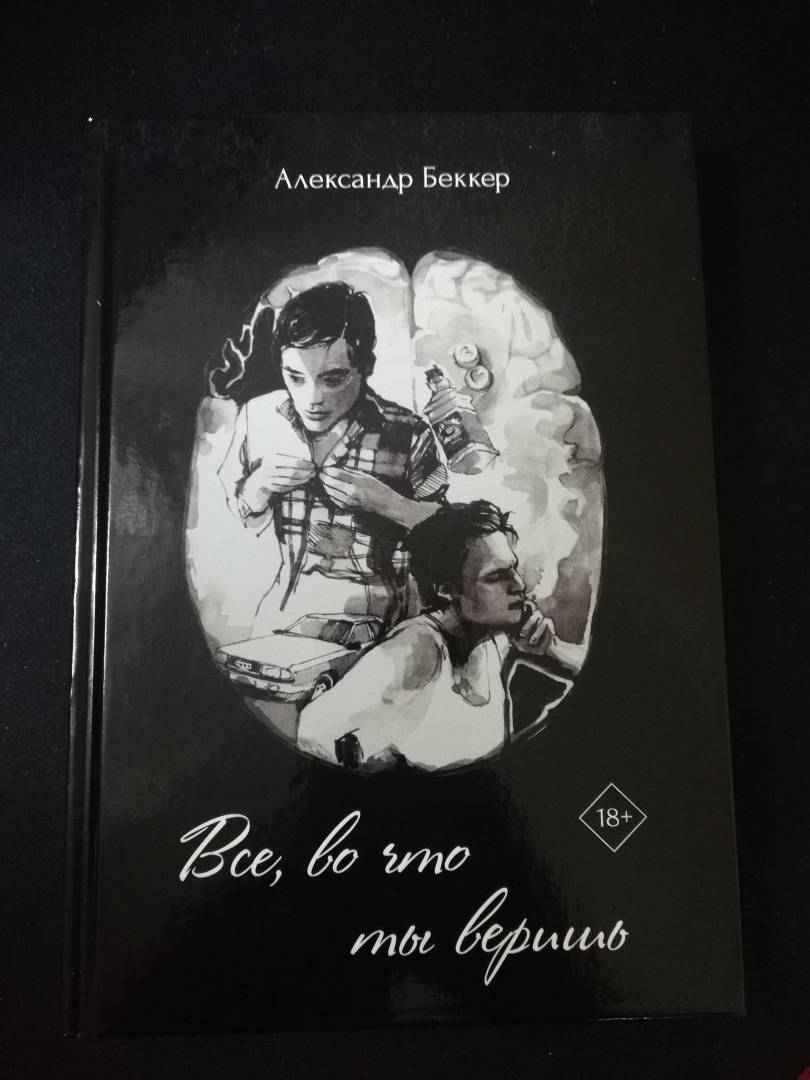 Александр Беккер
18+
Все, во что
ты веришь